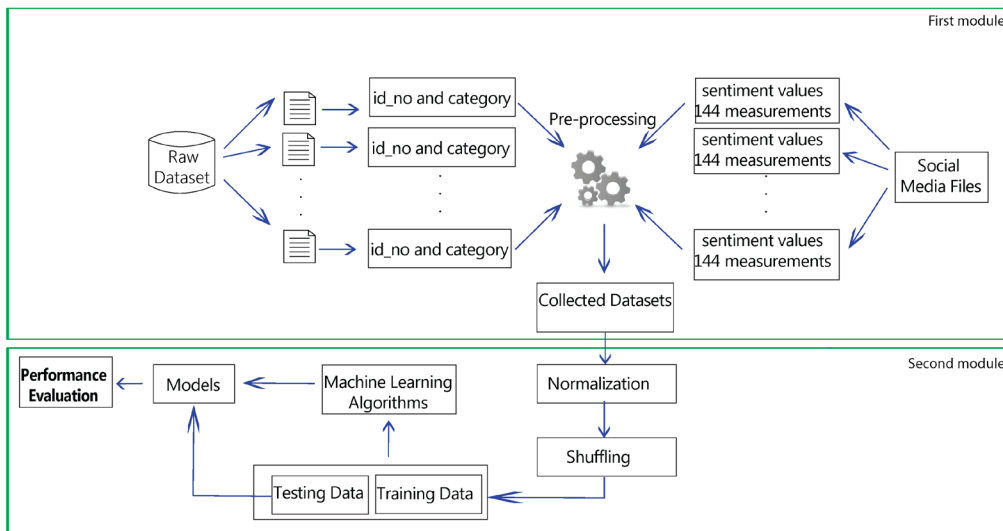 First module
Raw
Dataset
id_no and category
id_no and category
id_no and category
Pre-processing
sentiment values
144 measurements
sentiment values
144 measurements
sentiment values
144 measurements
Social
Media Files
Collected Datasets
Second module
Performance
Evaluation
Models
Machine Learning
Algorithms
Normalization
Shuffling
Testing Data
Training Data